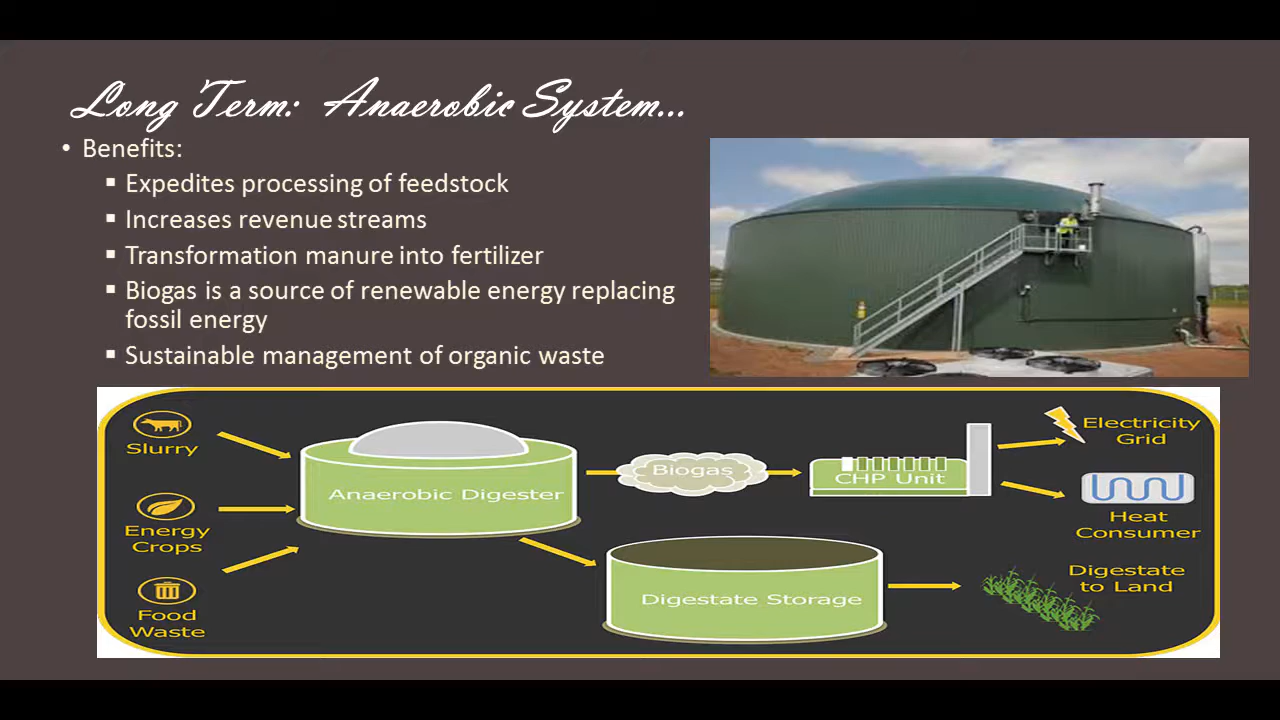 Long Term: Anaerobic System...
• Benefits:
▪ Expedites processing of feedstock
▪ Increases revenue streams
▪ Transformation manure into fertilizer
▪ Biogas is a source of renewable energy replacing
fossil energy
▪ Sustainable management of organic waste
Slurry
Energy
Crops
Food
Waste
Anaerobic Digester
Biogas
CHP Unit
Electricity
Grid
Heat
Consumer
Digestate Storage
Digestate
to Land